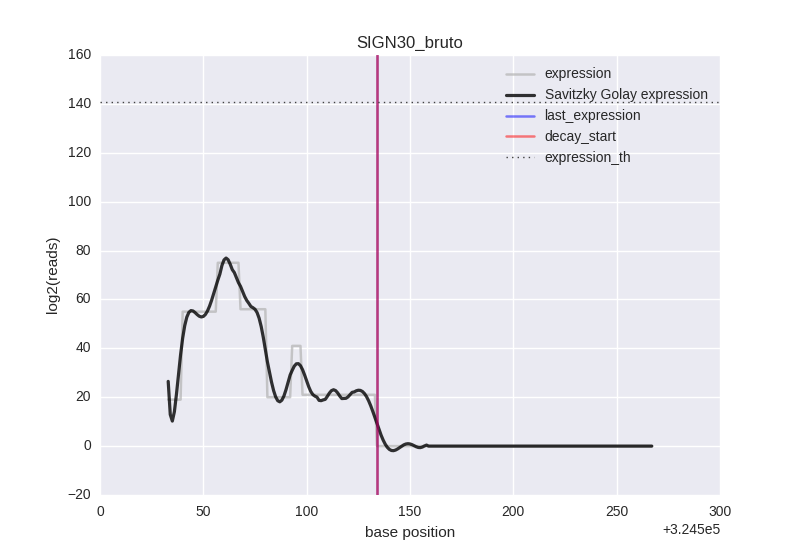 SIGN30_bruto
160
140
120
100
80
60
40
20
0
−20
log2(reads)
expression
Savitzky Golay expression
last_expression
decay_start
expression_th
0 50 100 150 200 250 300
+3.245e5
base position